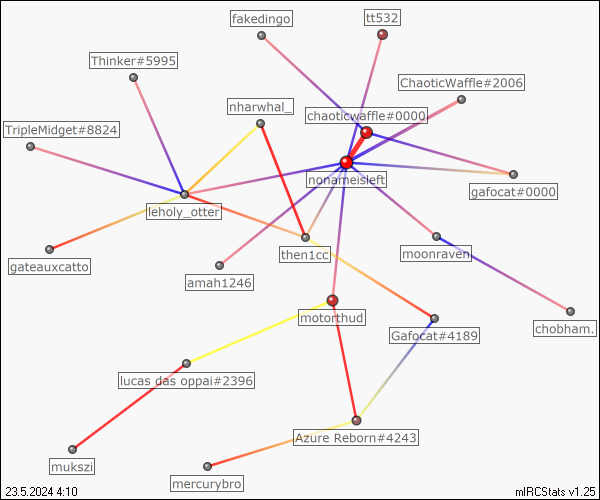 fakedingo
tt532
Thinker#5995
ChaoticWaffle#2006
nharwhal_
chaoticwaffle#0000
TripleMidget#8824
nonameisleft
gafocat#0000
leholy_otter
then1cc
moonraven
gateauxcatto
amah1246
motorthud
chobham.
Gafocat#4189
lucas das oppai#2396
Azure Reborn#4243
mukszi
mercurybro
23.5.2024 4:10
mIRCStats v1.25